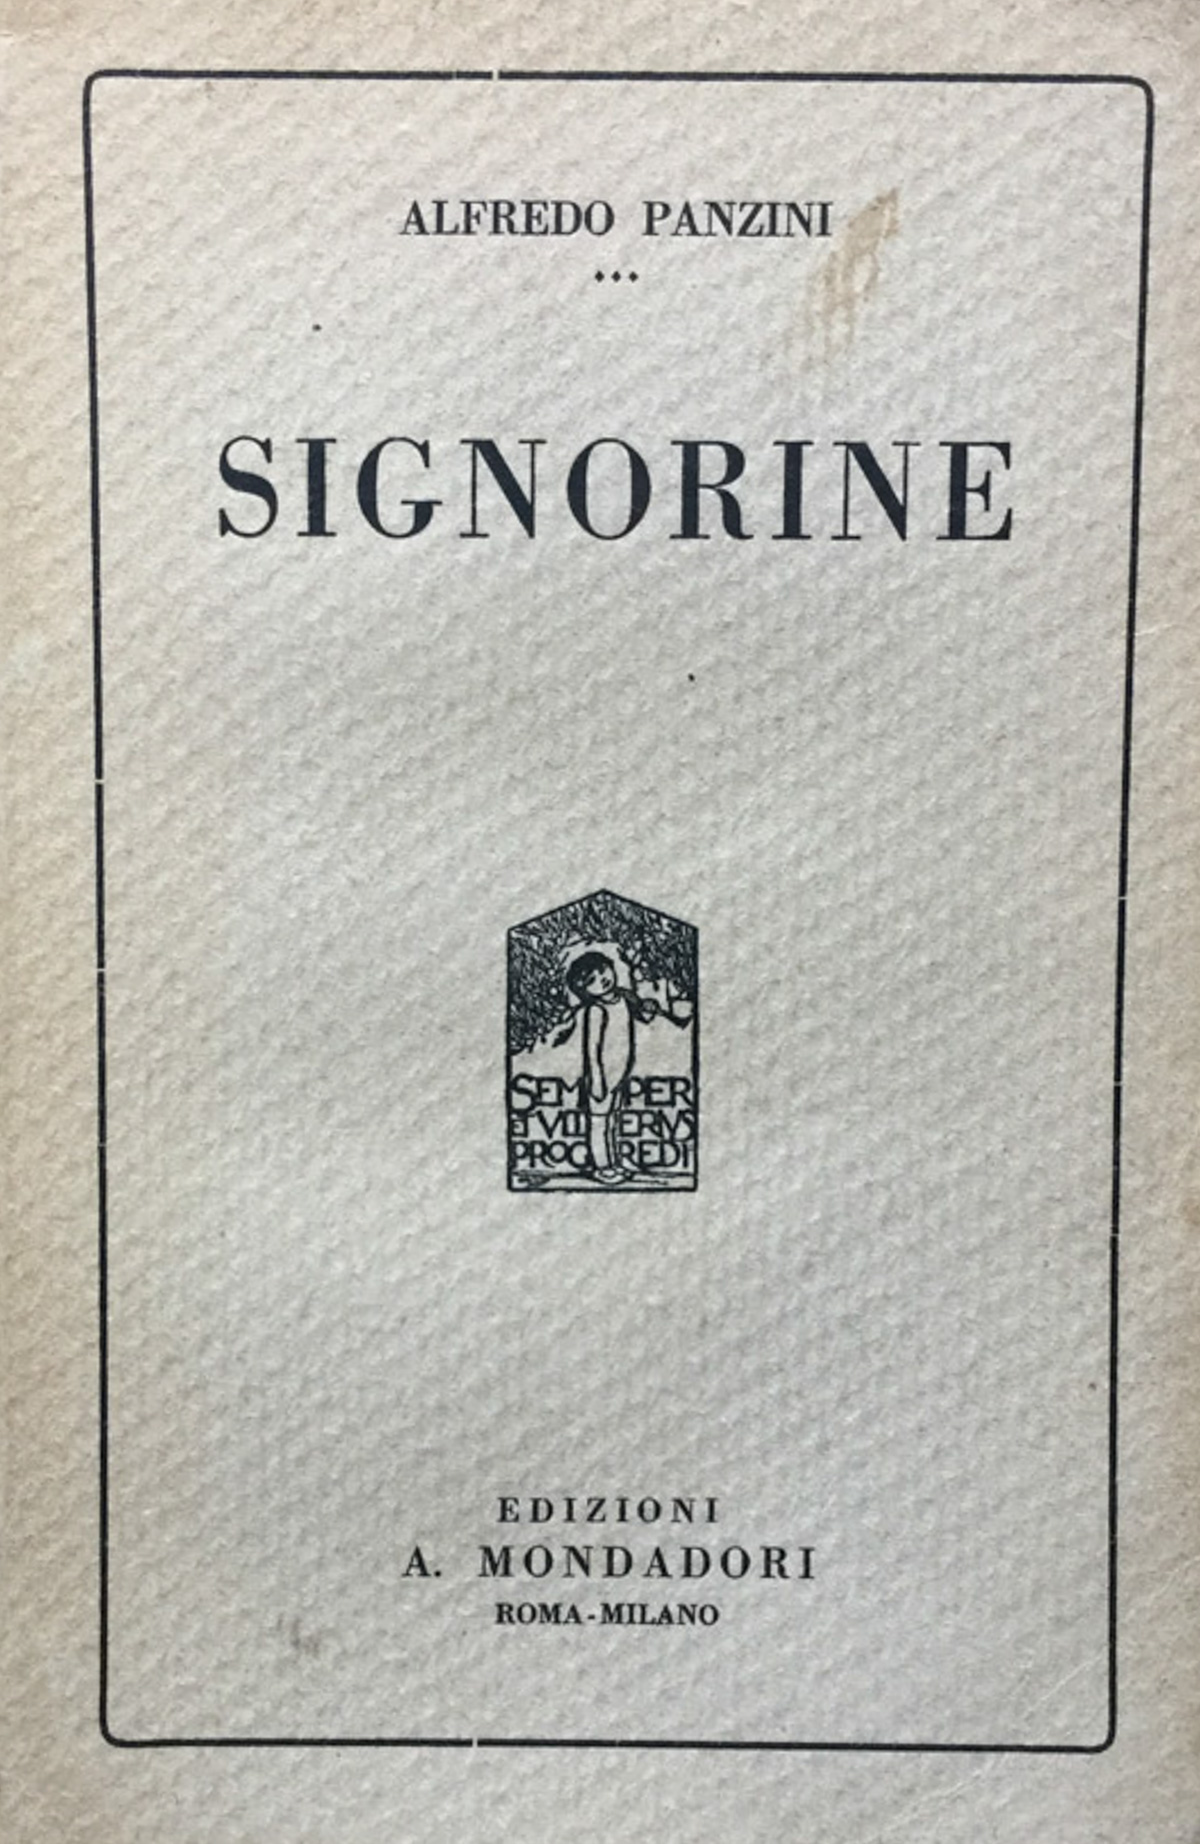 ALFREDO PANZINI
SIGNORINE
SEMPER
ET VLTERIVS
PROGREDI
EDIZIONI
A. MONDADORI
ROMA-MILANO